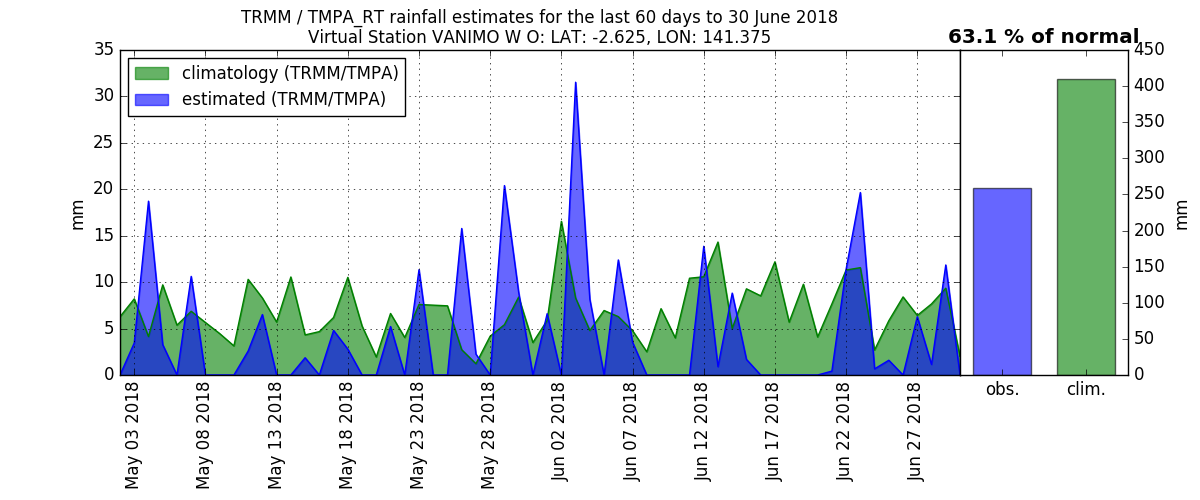 TRMM / TMPA_RT rainfall estimates for the last 60 days to 30 June 2018
Virtual Station VANIMO W O: LAT: -2.625, LON: 141.375
63.1 % of normal
climatology (TRMM/TMPA)
estimated (TRMM/TMPA)
35
30
25
20
15
10
5
0
mm
May 03 2018
May 08 2018
May 13 2018
May 18 2018
May 23 2018
May 28 2018
Jun 02 2018
Jun 07 2018
Jun 12 2018
Jun 17 2018
Jun 22 2018
Jun 27 2018
obs.
clim.
450
400
350
300
250
200
150
100
50
0
mm